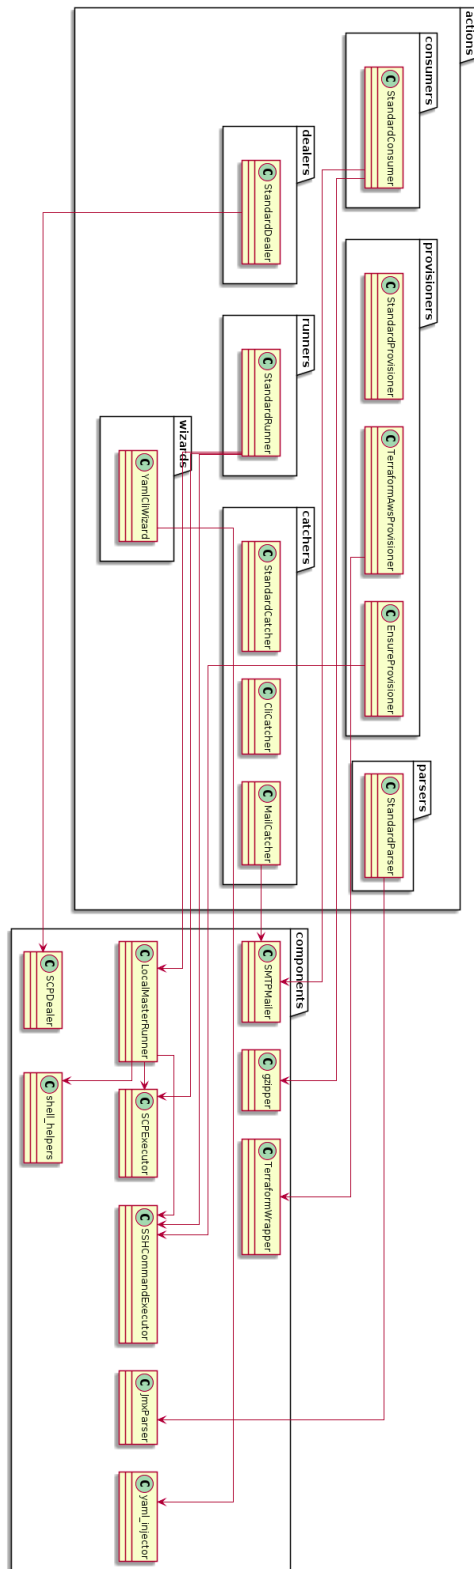 actions
consumers
C StandardConsumer
provisioners
C StandardProvisioner
C TerraformAwsProvisioner
C EnsureProvisioner
parsers
C StandardParser
dealers
C StandardDealer
runners
C StandardRunner
catchers
C StandardCatcher
C CliCatcher
C MailCatcher
wizards
C YamlCliWizard
components
C SMTPMailer
C gzipper
C TerraformWrapper
C LocalMasterRunner
C SCPExecutor
C SSHCommandExecutor
C JmxParser
C yaml_injector
C SCPDealer
C shell_helpers